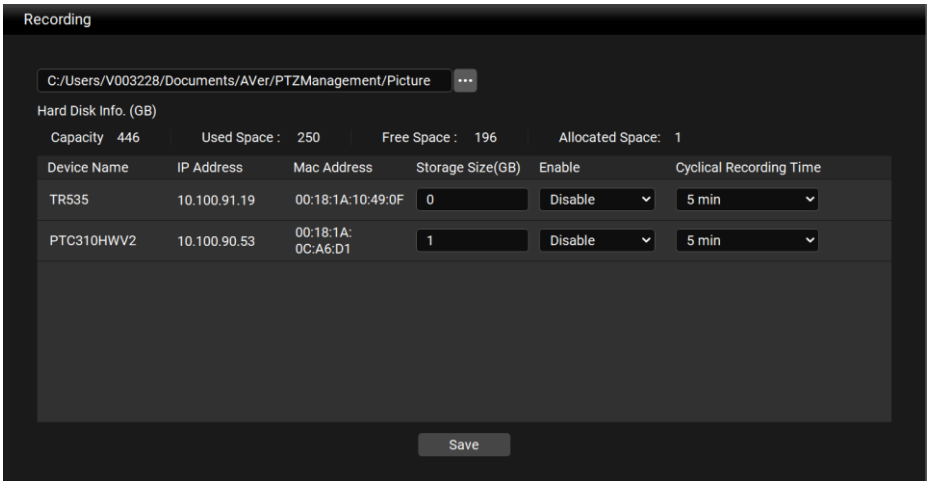 Recording
C:/Users/V003228/Documents/AVer/PTZManagement/Picture ...
Hard Disk Info. (GB)
Capacity 446 Used Space : 250 Free Space : 196 Allocated Space: 1
Device Name IP Address Mac Address Storage Size(GB) Enable Cyclical Recording Time
TR535 10.100.91.19 00:18:1A:10:49:0F 0 Disable 5 min
PTC310HWV2 10.100.90.53 00:18:1A:
0C:A6:D1 1 Disable 5 min
Save